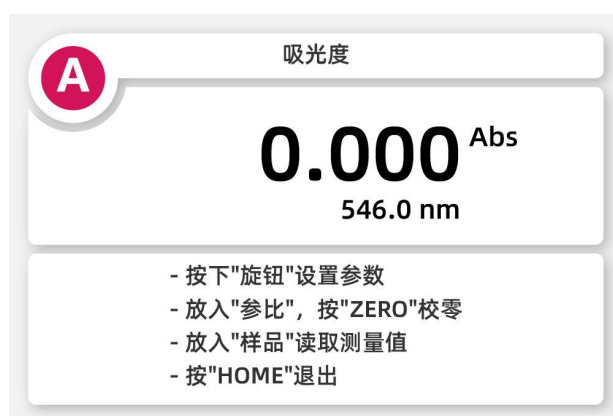 A
吸光度
0.000 Abs
546.0 nm
- 按下"旋钮"设置参数
- 放入"参比"，按"ZERO"校零
- 放入"样品"读取测量值
- 按"HOME"退出